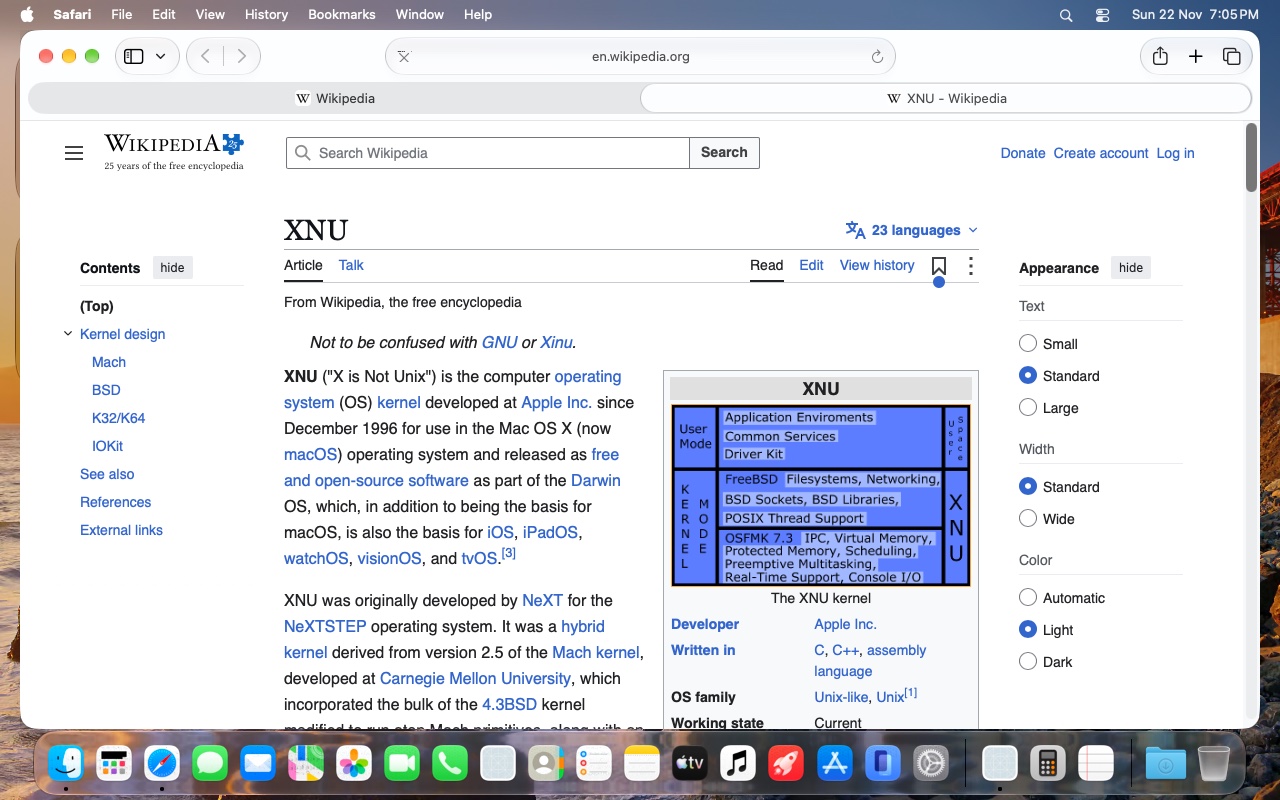 Safari File Edit View History Bookmarks Window Help Sun 22 Nov 7:05 PM
en.wikipedia.org
W Wikipedia
W XNU - Wikipedia
WIKIPEDIA 25
25 years of the free encyclopedia
Search Wikipedia
Search
Donate Create account Log in
XNU
23 languages
Contents hide
(Top)
Kernel design
Mach
BSD
K32/K64
IOKit
See also
References
External links
Article Talk
Read Edit View history
From Wikipedia, the free encyclopedia
Not to be confused with GNU or Xinu.
XNU ("X is Not Unix") is the computer operating
system (OS) kernel developed at Apple Inc. since
December 1996 for use in the Mac OS X (now
macOS) operating system and released as free
and open-source software as part of the Darwin
OS, which, in addition to being the basis for
macOS, is also the basis for iOS, iPadOS,
watchOS, visionOS, and tvOS.[3]
XNU was originally developed by NeXT for the
NeXTSTEP operating system. It was a hybrid
kernel derived from version 2.5 of the Mach kernel,
developed at Carnegie Mellon University, which
incorporated the bulk of the 4.3BSD kernel
modified to run atop Mach primitives, along with an
XNU
User
Mode
Application Enviroments
Common Services
Driver Kit
User
Space
KERNEL
MODE
FreeBSD Filesystems, Networking,
BSD Sockets, BSD Libraries,
POSIX Thread Support
OSFMK 7.3 IPC, Virtual Memory,
Protected Memory, Scheduling,
Preemptive Multitasking,
Real-Time Support, Console I/O
XNU
The XNU kernel
Developer Apple Inc.
Written in C, C++, assembly
language
OS family Unix-like, Unix[1]
Working state Current
Appearance hide
Text
Small
Standard
Large
Width
Standard
Wide
Color
Automatic
Light
Dark
tv